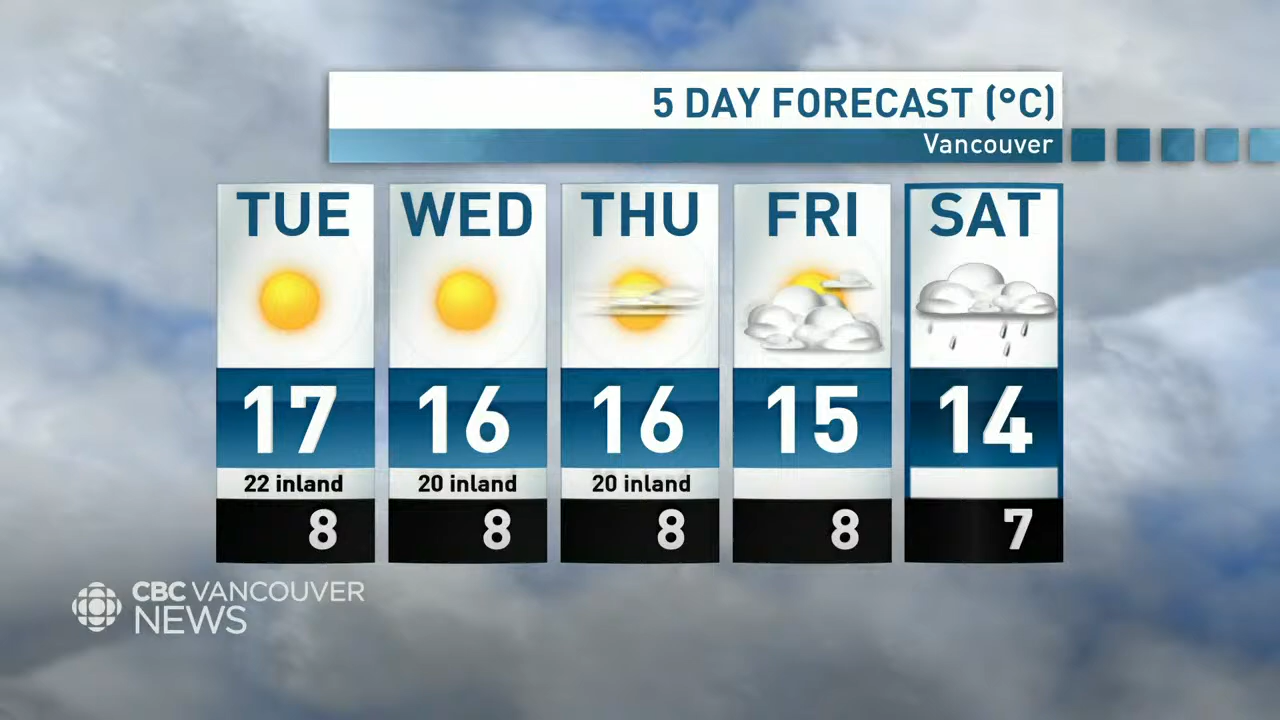 5 DAY FORECAST (°C)
Vancouver
TUE WED THU FRI SAT
17 16 16 15 14
22 inland 20 inland 20 inland
8 8 8 8 7
CBC VANCOUVER
NEWS